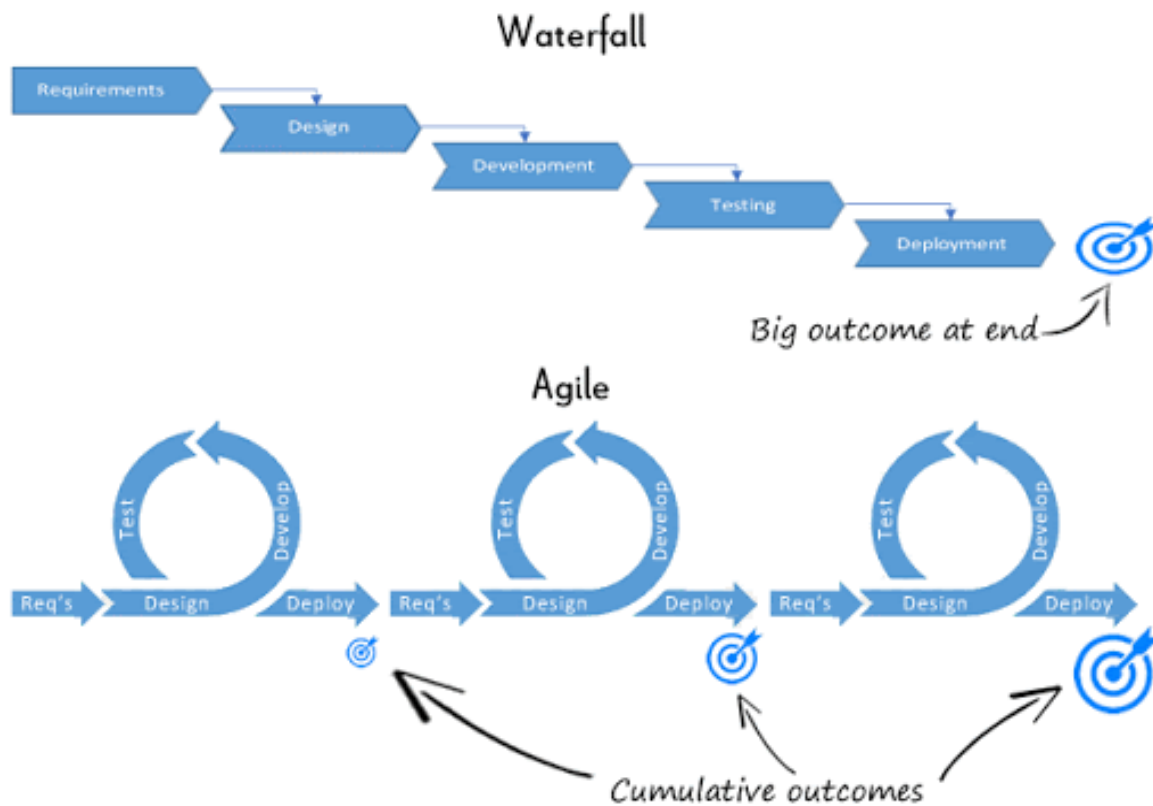 Waterfall
Requirements
Design
Development
Testing
Deployment
Big outcome at end
Agile
Test
Develop
Req's
Design
Deploy
Test
Develop
Req's
Design
Deploy
Test
Develop
Req's
Design
Deploy
Cumulative outcomes